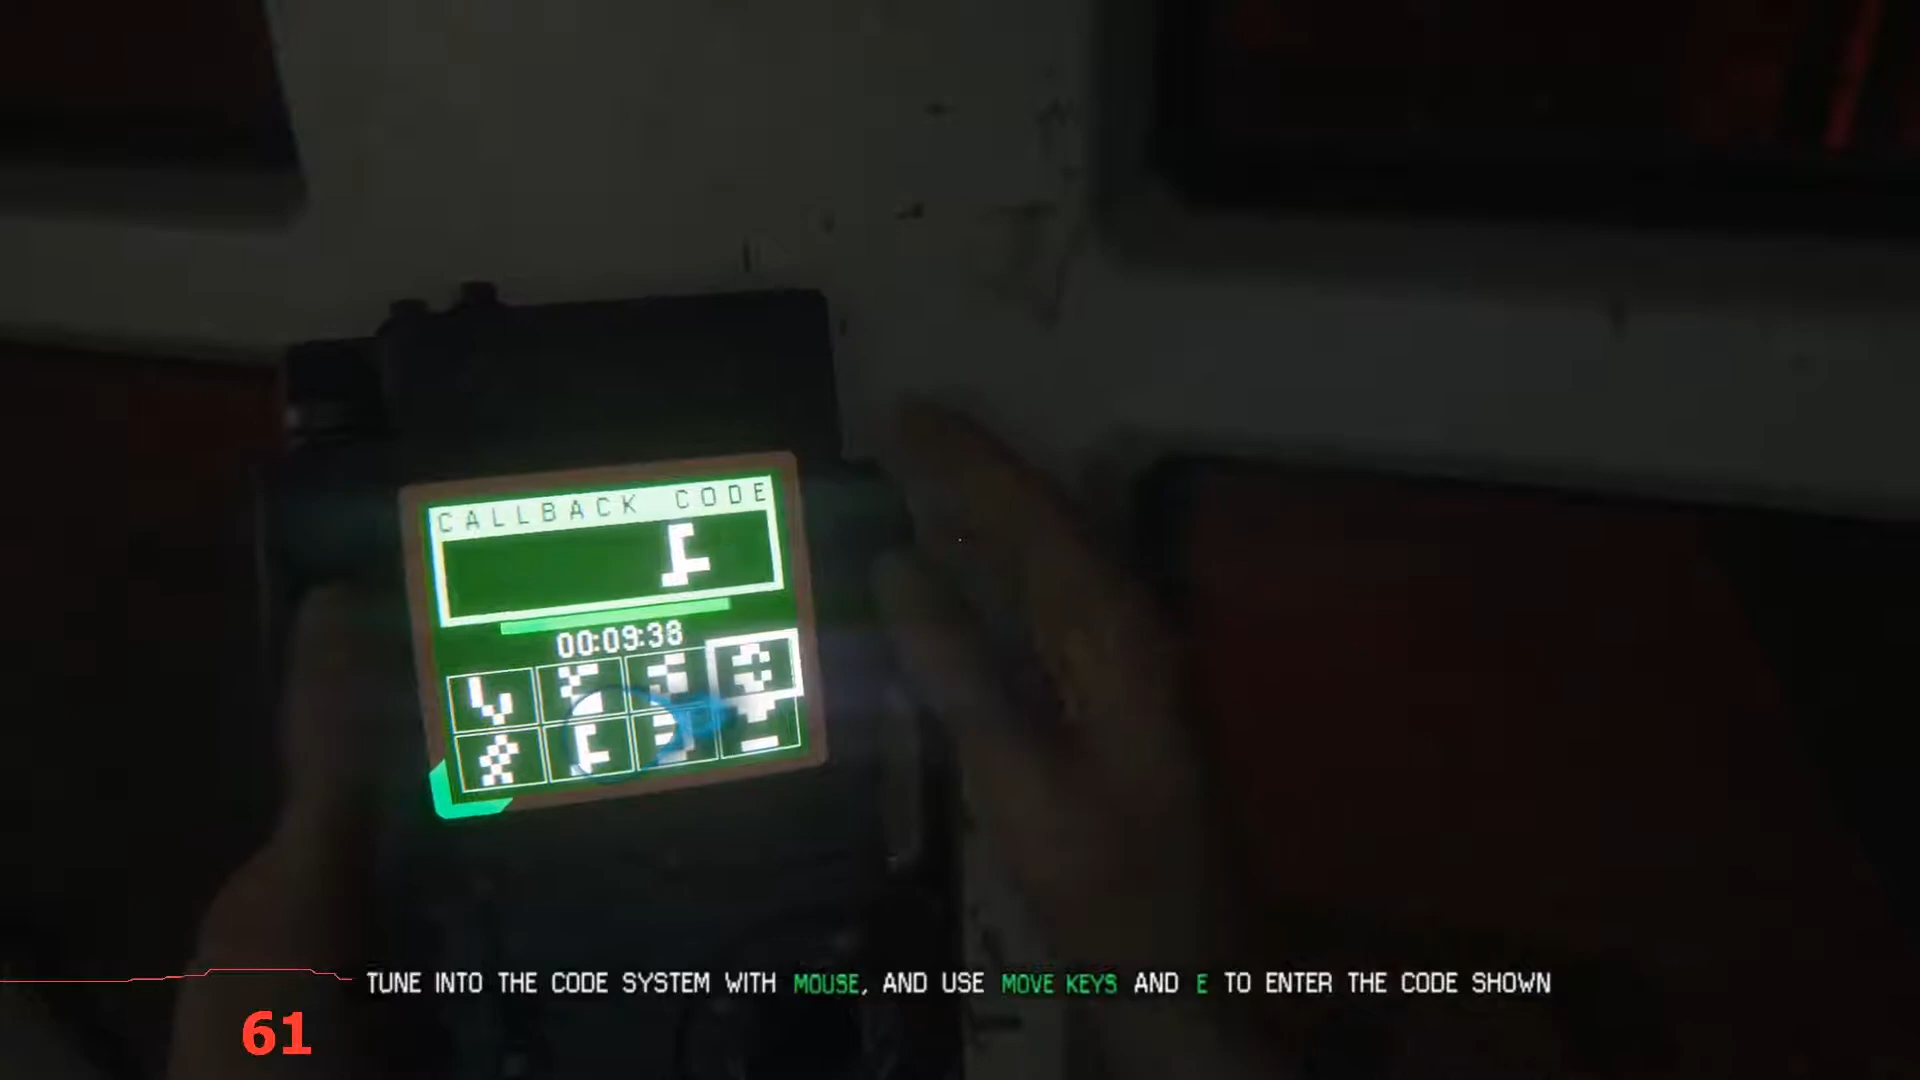 CALLBACK CODE
00:09:38
TUNE INTO THE CODE SYSTEM WITH MOUSE, AND USE MOVE KEYS AND E TO ENTER THE CODE SHOWN
61